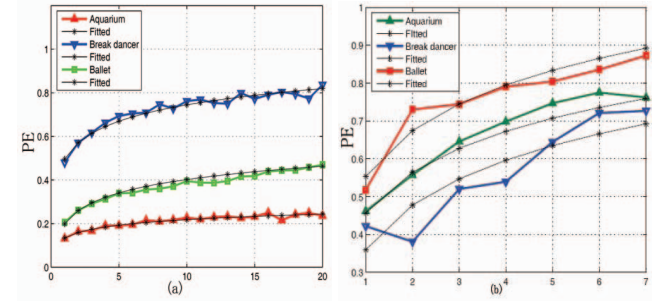 Aquarium
Fitted
Break dancer
Fitted
Ballet
Fitted
1
0.8
0.6
0.4
0.2
0
PE
0 5 10 15 20
(a)
Aquarium
Fitted
Break dancer
Fitted
Ballet
Fitted
1
0.9
0.8
0.7
0.6
0.5
0.4
0.3
PE
1 2 3 4 5 6 7
(b)